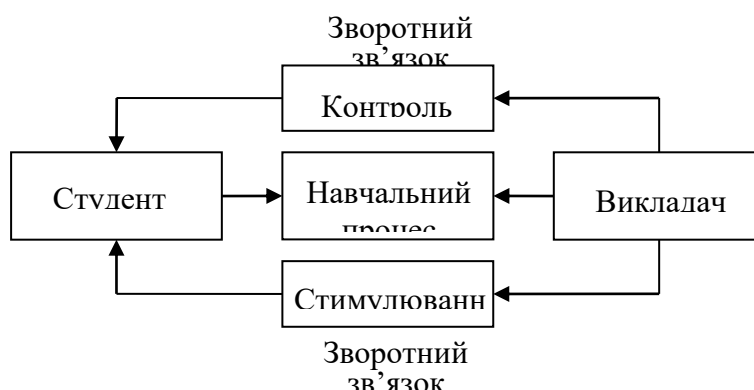 Зворотний
зв’язок
Контроль
Студент
Навчальний
процес
Викладач
Стимулюванн
Зворотний
зв’язок